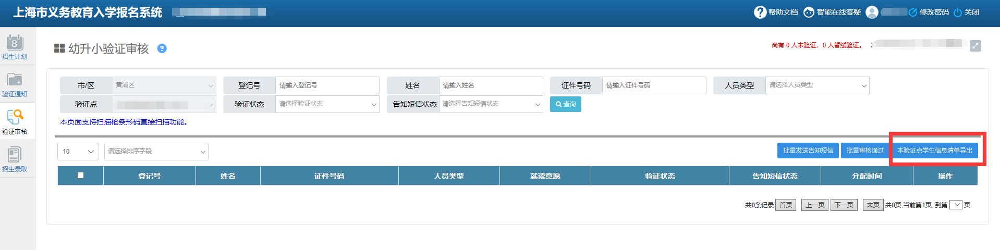 上海市义务教育入学报名系统
帮助文档 智能在线答疑 修改密码 关闭
8
招生计划
验证通知
验证审核
招生录取
幼升小验证审核 ?
尚有 0 人未验证，0 人暂缓验证。 2
市/区 黄浦区 登记号 请输入登记号 姓名 请输入姓名 证件号码 请输入证件号码 人员类型 请选择人员类型
验证点 验证状态 请选择验证状态 告知短信状态 请选择告知短信状态 查询
本页面支持扫描枪条形码直接扫描功能。
10 请选择排序字段 批量发送告知短信 批量审核通过 本验证点学生信息清单导出
登记号 姓名 证件号码 人员类型 就读意愿 验证状态 告知短信状态 分配时间 操作
共0条记录 首页 上一页 下一页 末页 共0页,当前第1页, 到第 页